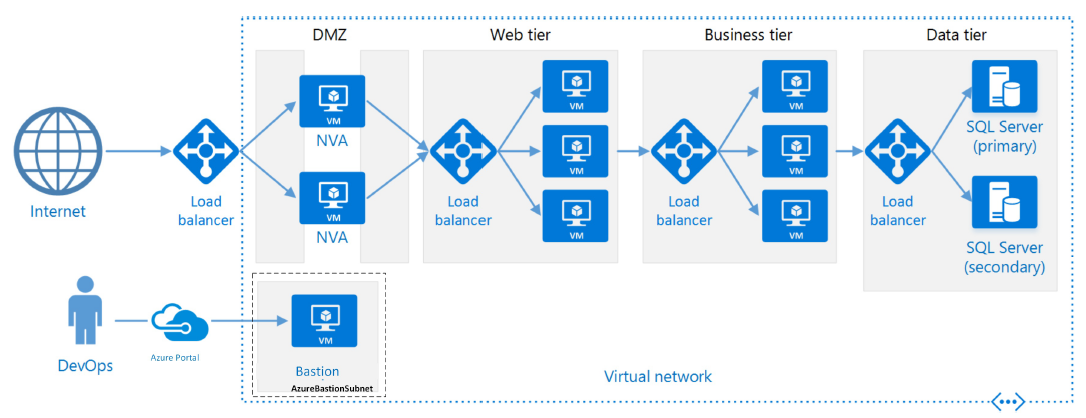 DMZ
Web tier
Business tier
Data tier
VM
NVA
VM
NVA
Internet
Load
balancer
Load
balancer
VM
VM
VM
Load
balancer
VM
VM
VM
Load
balancer
SQL Server
(primary)
SQL Server
(secondary)
DevOps
Azure Portal
VM
Bastion
AzureBastionSubnet
Virtual network